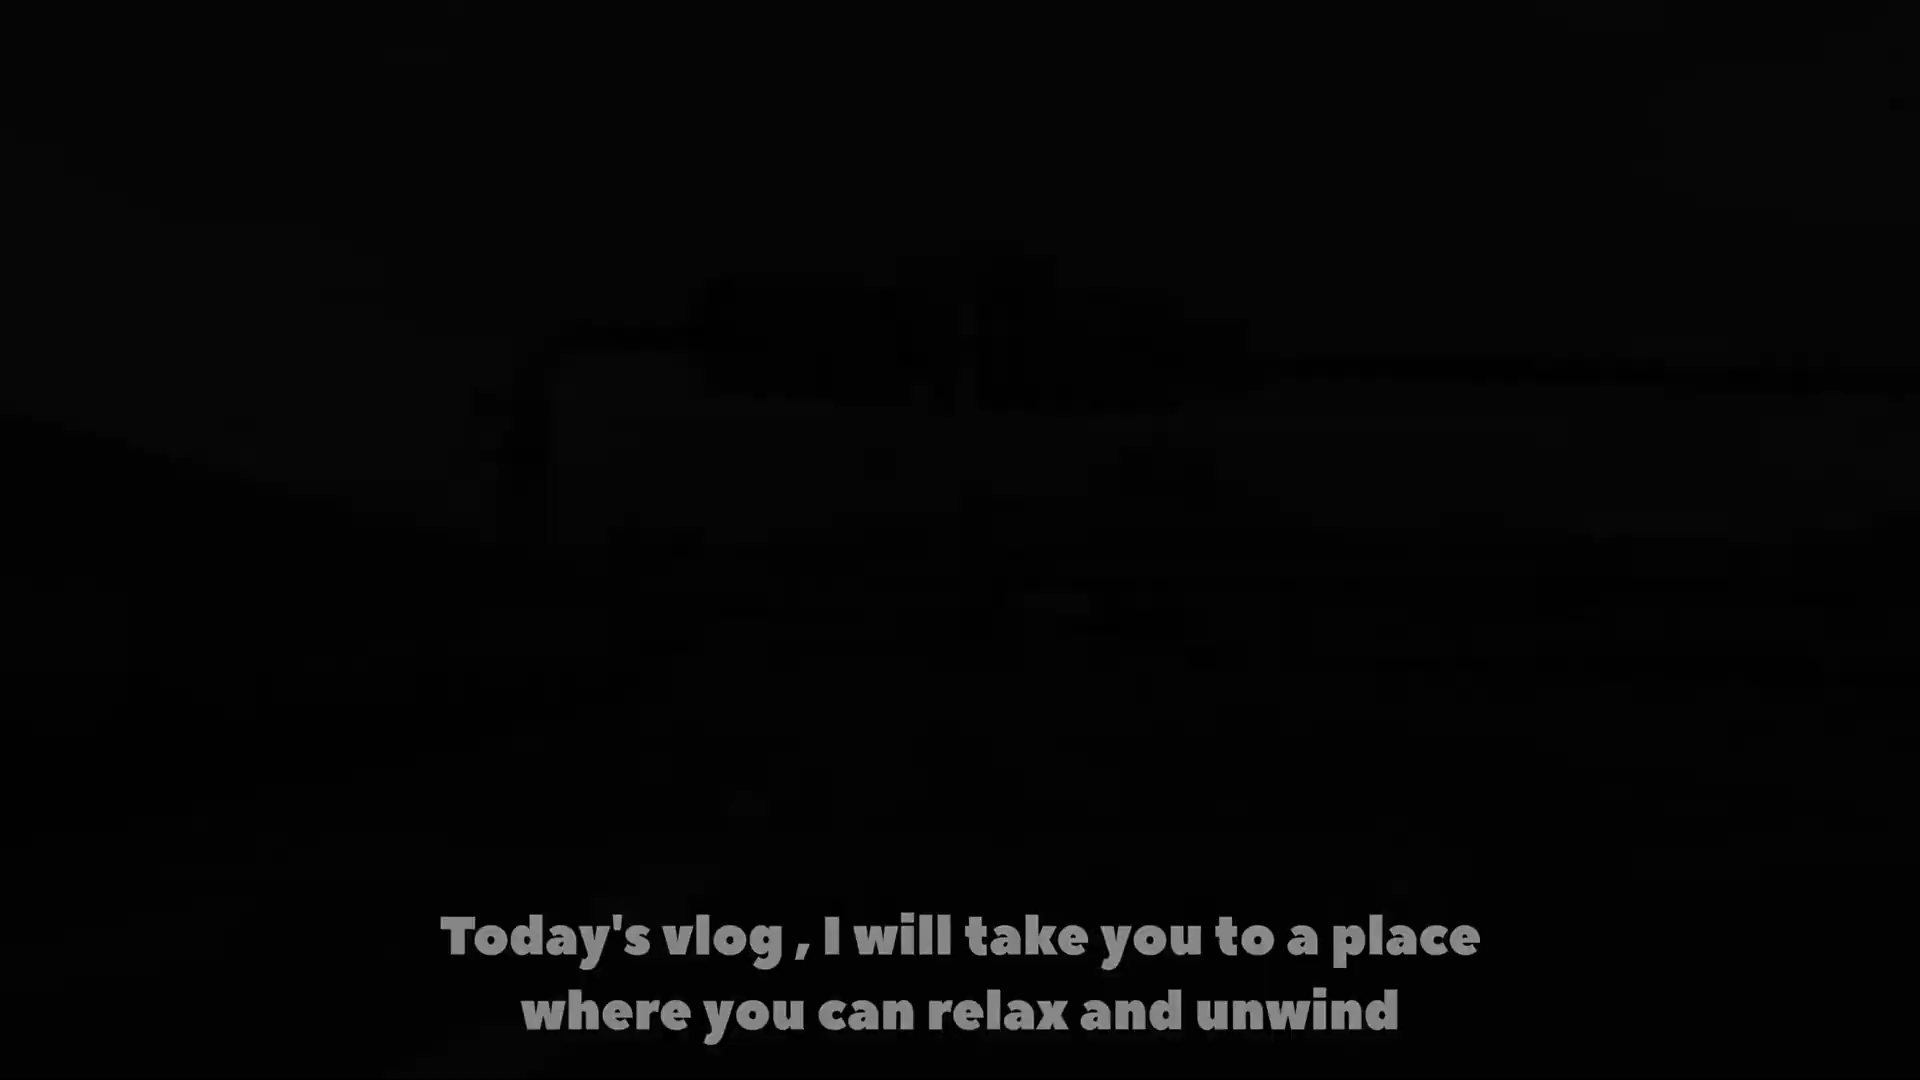 Today's vlog , I will take you to a place
where you can relax and unwind